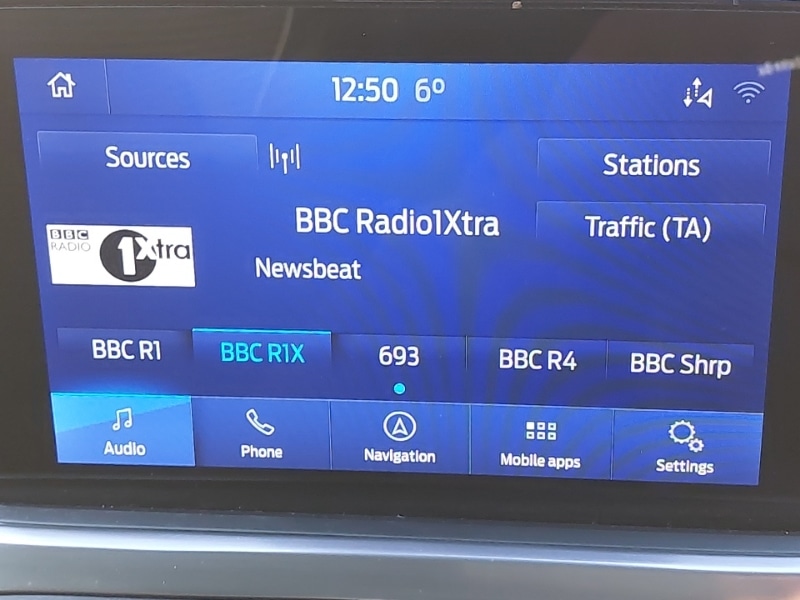 12:50 6°
Sources
Stations
BBC Radio1Xtra
Traffic (TA)
BBC
RADIO
1Xtra
Newsbeat
BBC R1
BBC R1X
693
BBC R4
BBC Shrp
Audio
Phone
Navigation
Mobile apps
Settings